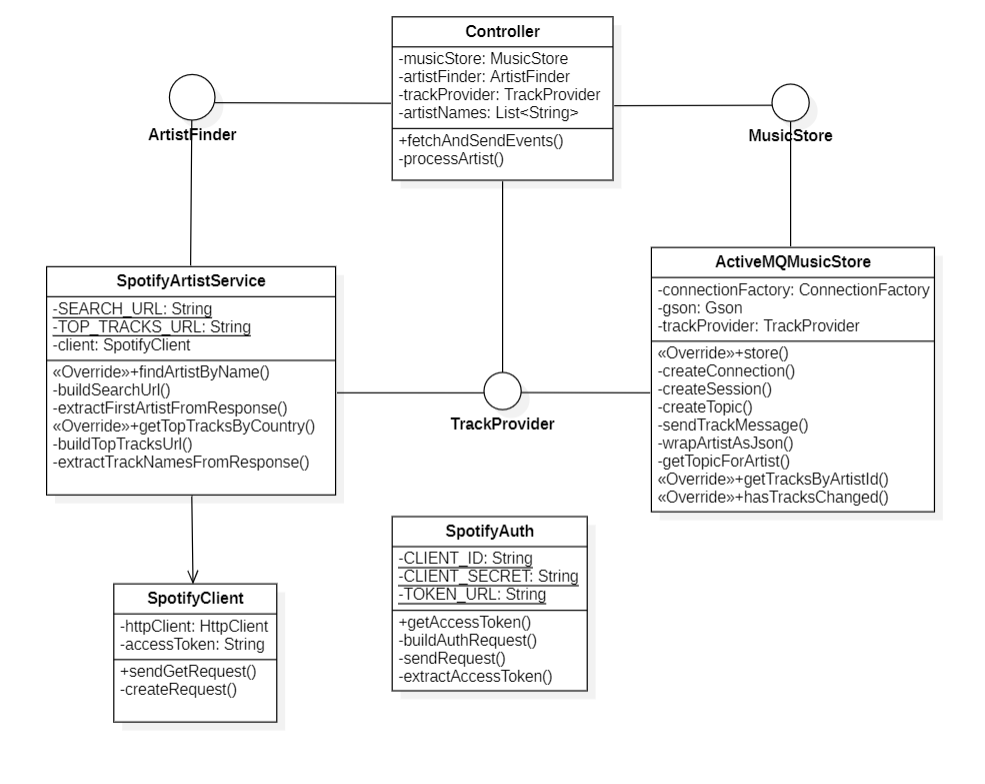 Controller
-musicStore: MusicStore
-artistFinder: ArtistFinder
-trackProvider: TrackProvider
-artistNames: List<String>
+fetchAndSendEvents()
-processArtist()
ArtistFinder
MusicStore
SpotifyArtistService
-SEARCH_URL: String
-TOP_TRACKS_URL: String
-client: SpotifyClient
«Override»+findArtistByName()
-buildSearchUrl()
-extractFirstArtistFromResponse()
«Override»+getTopTracksByCountry()
-buildTopTracksUrl()
-extractTrackNamesFromResponse()
TrackProvider
ActiveMQMusicStore
-connectionFactory: ConnectionFactory
-gson: Gson
-trackProvider: TrackProvider
«Override»+store()
-createConnection()
-createSession()
-createTopic()
-sendTrackMessage()
-wrapArtistAsJson()
-getTopicForArtist()
«Override»+getTracksByArtistId()
«Override»+hasTracksChanged()
SpotifyClient
-httpClient: HttpClient
-accessToken: String
+sendGetRequest()
-createRequest()
SpotifyAuth
-CLIENT_ID: String
-CLIENT_SECRET: String
-TOKEN_URL: String
+getAccessToken()
-buildAuthRequest()
-sendRequest()
-extractAccessToken()